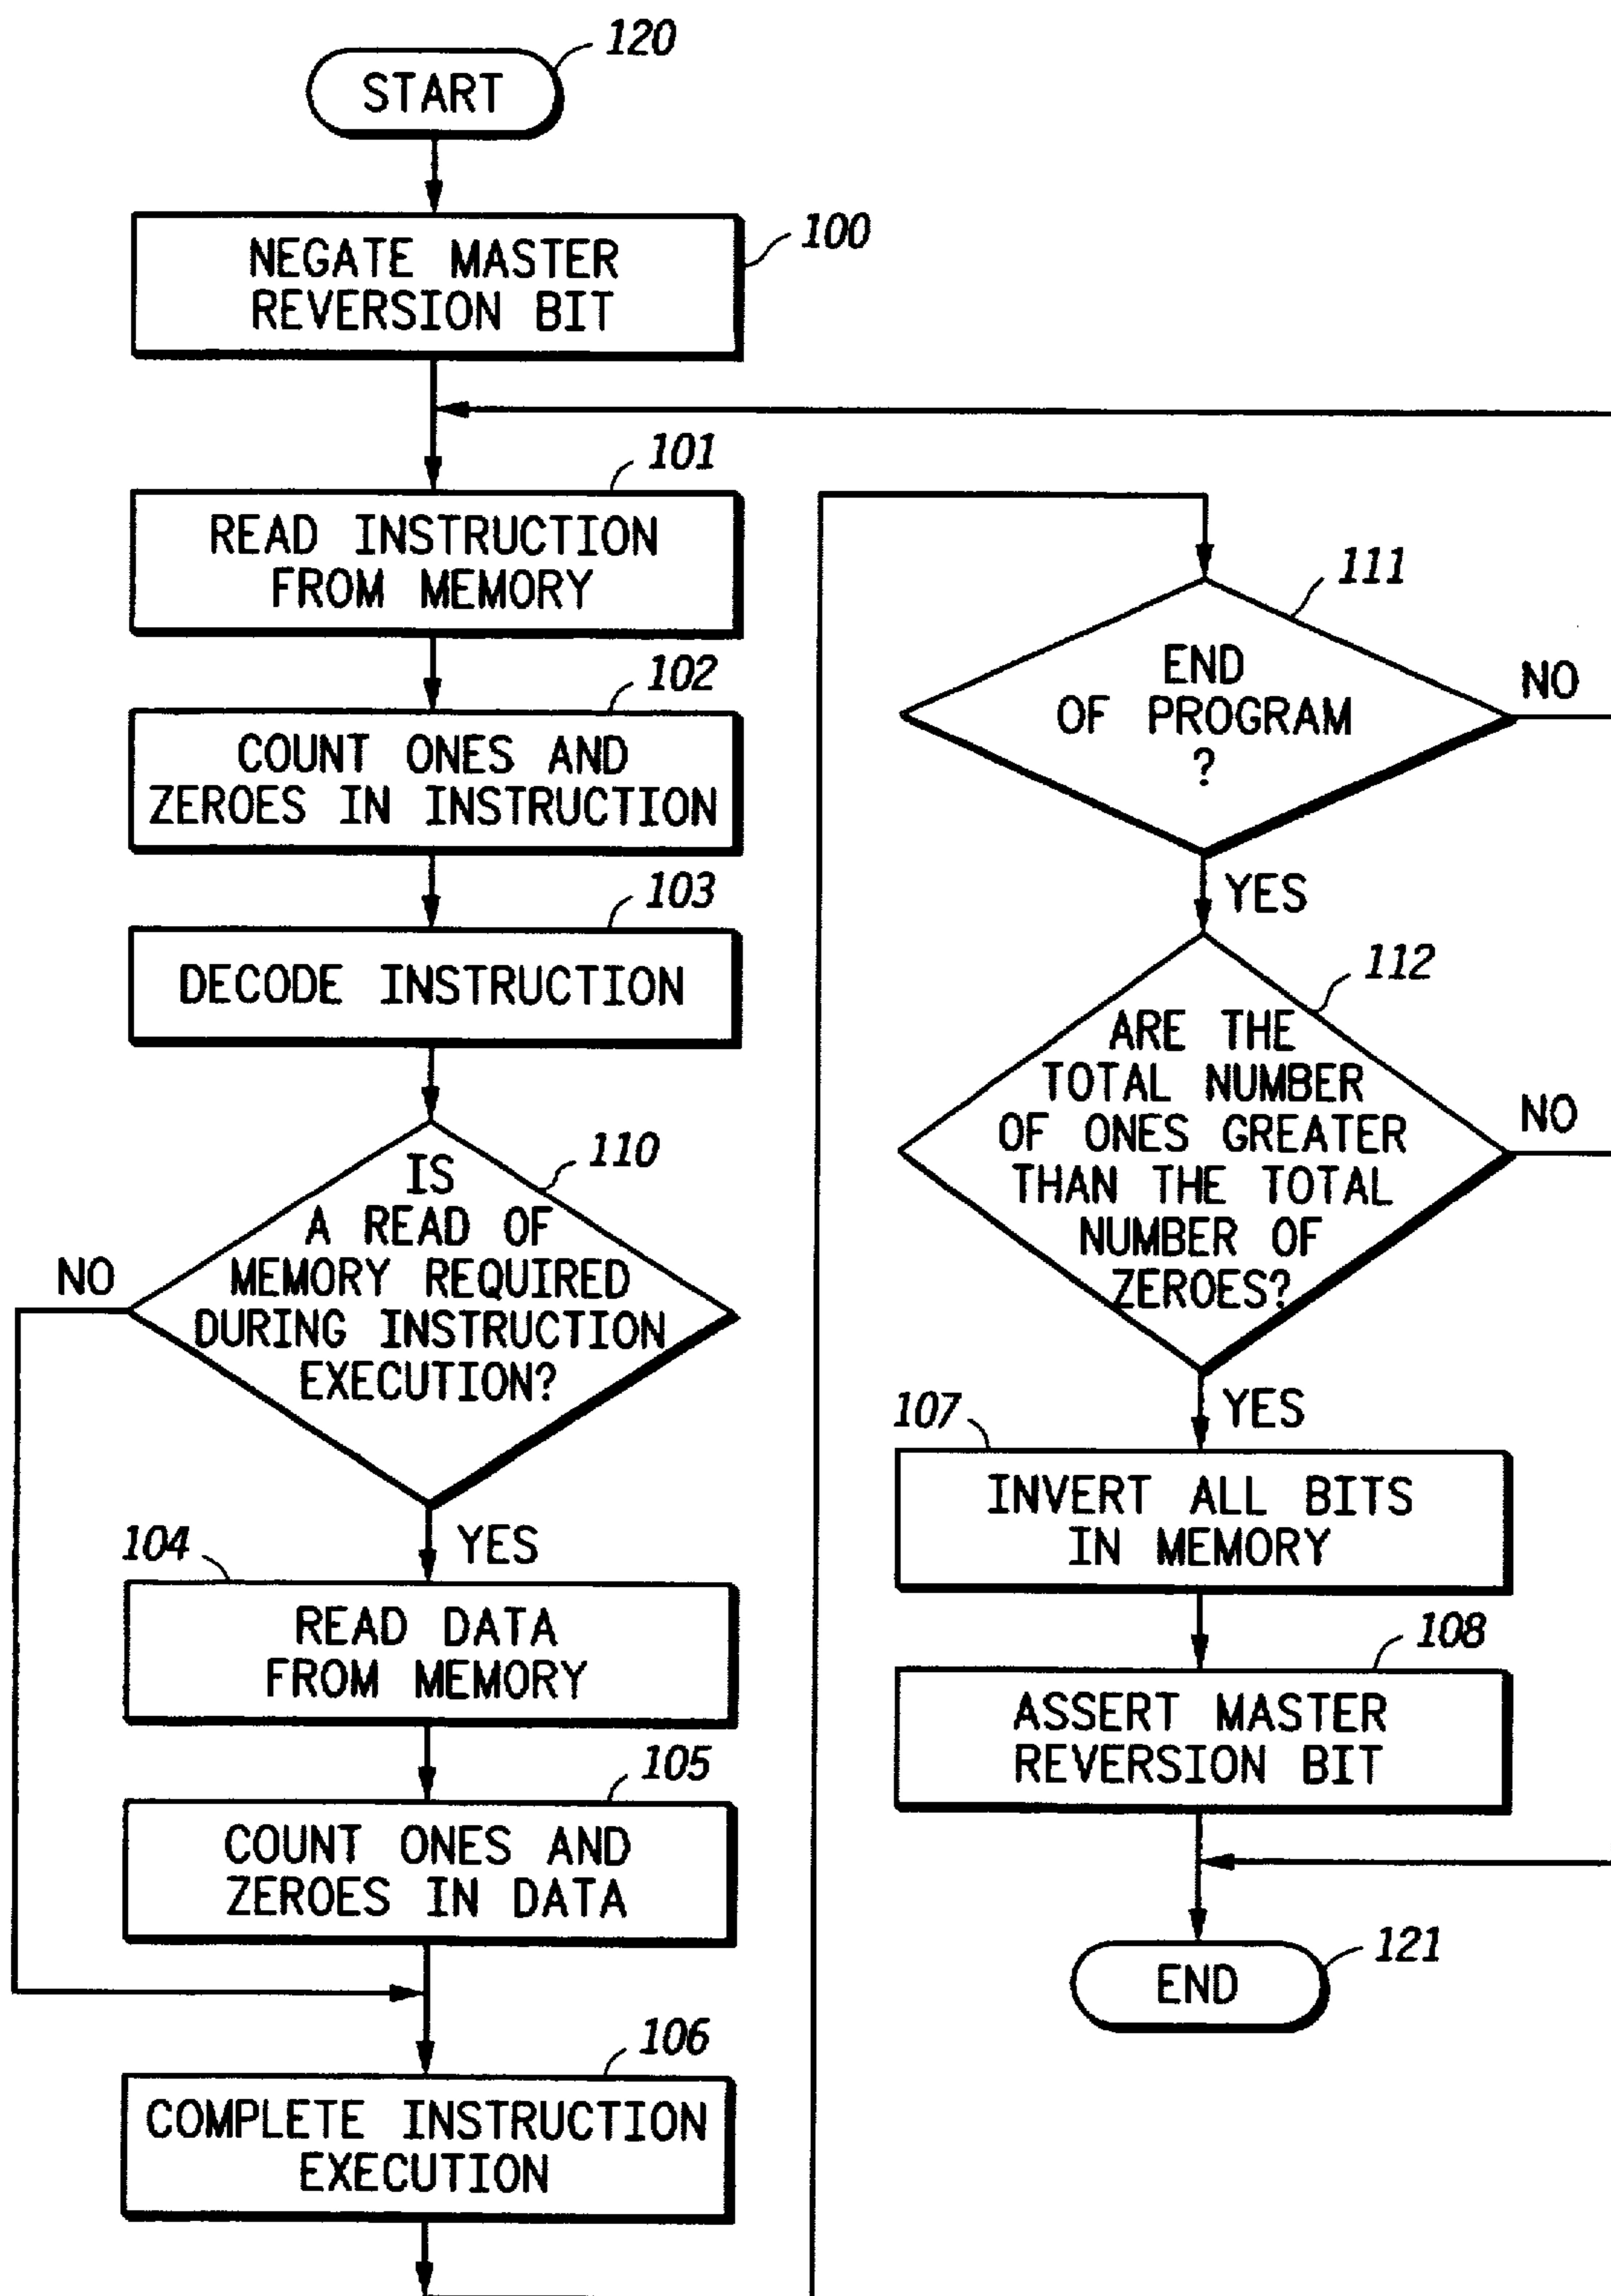 120
START
100
NEGATE MASTER
REVERSION BIT
101
READ INSTRUCTION
FROM MEMORY
102
COUNT ONES AND
ZEROES IN INSTRUCTION
103
DECODE INSTRUCTION
110
IS
A READ OF
MEMORY REQUIRED
DURING INSTRUCTION
EXECUTION?
NO
YES
104
READ DATA
FROM MEMORY
105
COUNT ONES AND
ZEROES IN DATA
106
COMPLETE INSTRUCTION
EXECUTION
111
END
OF PROGRAM
?
NO
YES
112
ARE THE
TOTAL NUMBER
OF ONES GREATER
THAN THE TOTAL
NUMBER OF
ZEROES?
NO
YES
107
INVERT ALL BITS
IN MEMORY
108
ASSERT MASTER
REVERSION BIT
121
END